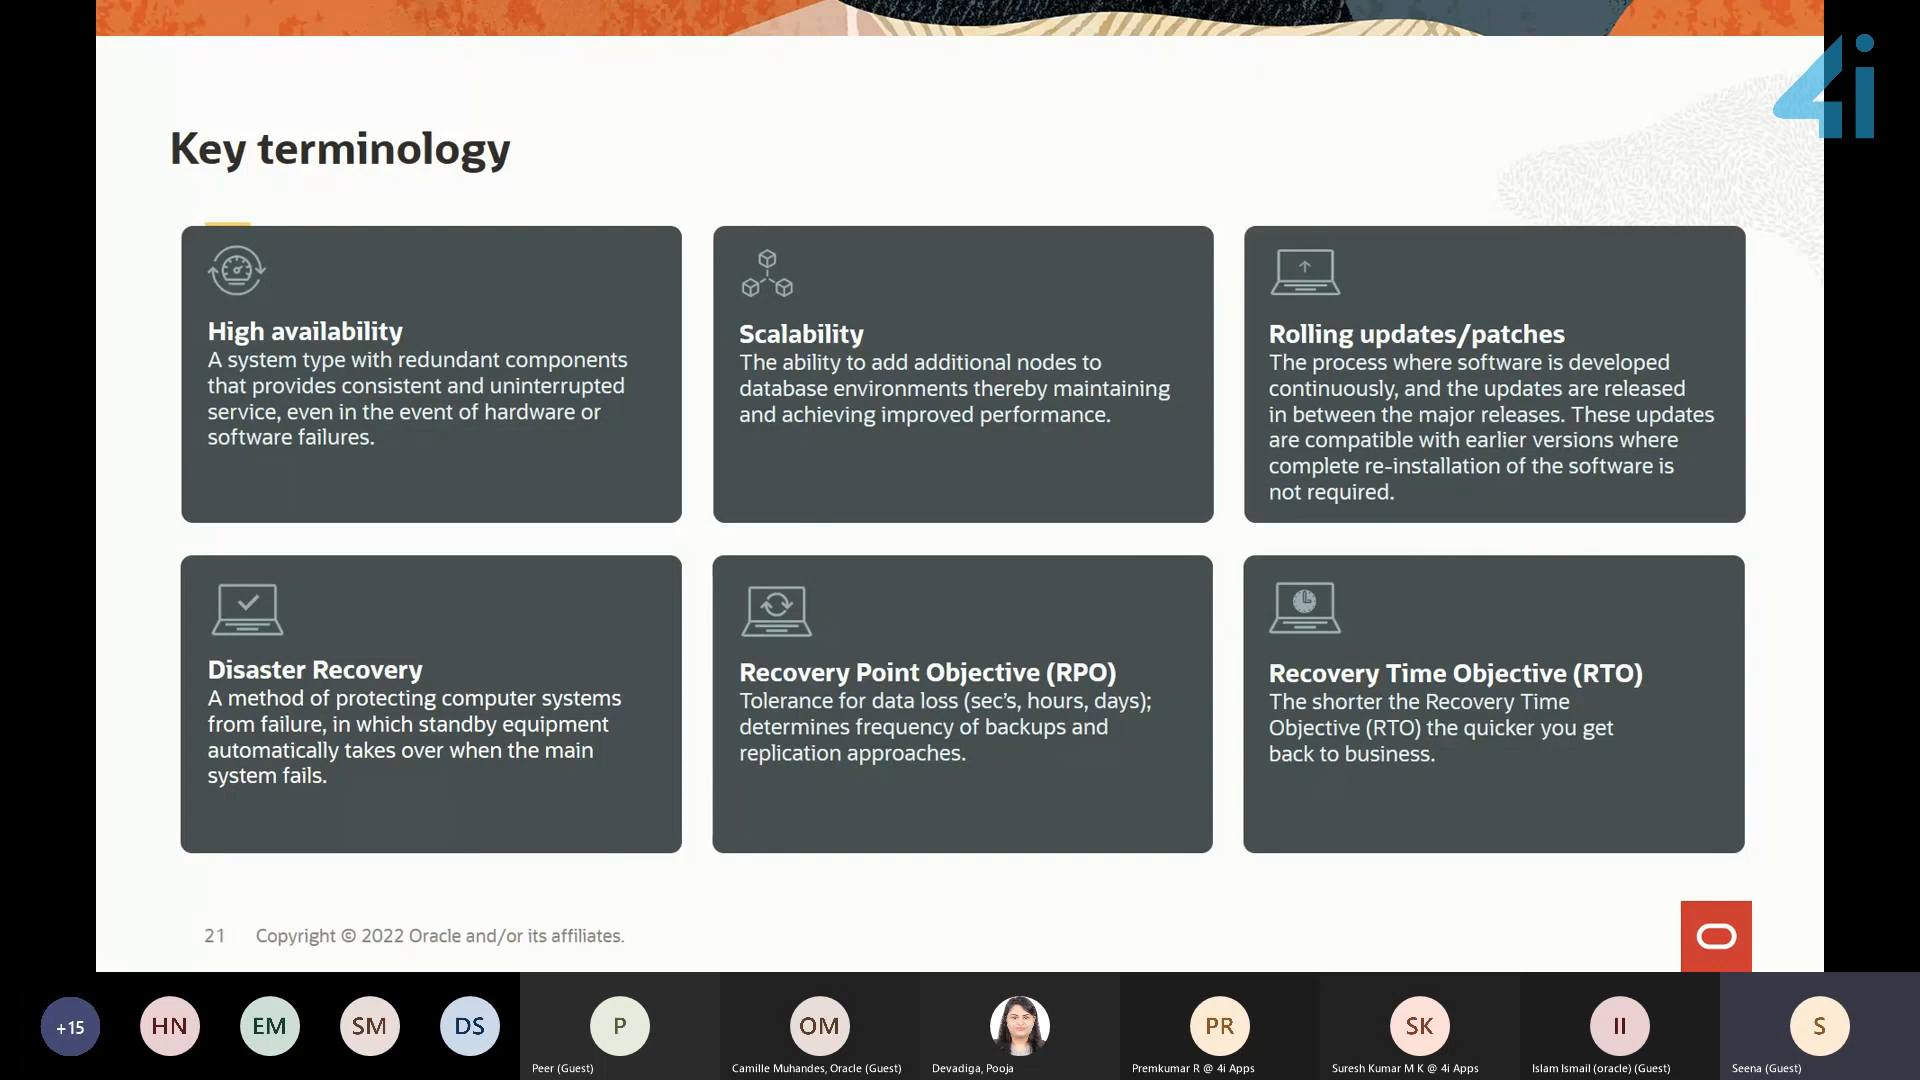 4i
Key terminology
High availability
A system type with redundant components
that provides consistent and uninterrupted
service, even in the event of hardware or
software failures.
Scalability
The ability to add additional nodes to
database environments thereby maintaining
and achieving improved performance.
Rolling updates/patches
The process where software is developed
continuously, and the updates are released
in between the major releases. These updates
are compatible with earlier versions where
complete re-installation of the software is
not required.
Disaster Recovery
A method of protecting computer systems
from failure, in which standby equipment
automatically takes over when the main
system fails.
Recovery Point Objective (RPO)
Tolerance for data loss (sec's, hours, days);
determines frequency of backups and
replication approaches.
Recovery Time Objective (RTO)
The shorter the Recovery Time
Objective (RTO) the quicker you get
back to business.
21 Copyright © 2022 Oracle and/or its affiliates.
+15
HN
EM
SM
DS
P
Peer (Guest)
OM
Camille Muhandes, Oracle (Guest)
Devadiga, Pooja
PR
Premkumar R @ 4i Apps
SK
Suresh Kumar M K @ 4i Apps
II
Islam Ismail (oracle) (Guest)
S
Seena (Guest)